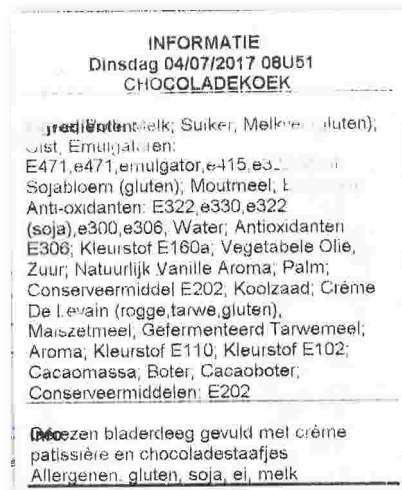 INFORMATIE
Dinsdag 04/07/2017 08U51
CHOCOLADEKOEK
Melk; Suiker, luten);
Emulgatoren:
E471,e471,emulgator,e415,
Sojabloem (gluten); Moutmeel;
Anti-oxidanten: E322,e330,e322
(soja),e300,e306, Water; Antioxidanten
E306; Kleurstof E160a; Vegetabele Olie,
Zuur; Natuurlijk Vanille Aroma; Palm;
Conserveermiddel E202; Koolzaad; Crème
De Levain (rogge,tarwe,gluten),
Maiszetmeel; Gefermenteerd Tarwemeel;
Aroma; Kleurstof E110; Kleurstof E102;
Cacaomassa; Boter; Cacaoboter;
Conserveermiddelen: E202
bladerdeeg gevuld met crème
patissière en chocoladestaafjes
Allergenen. gluten, soja, ei, melk